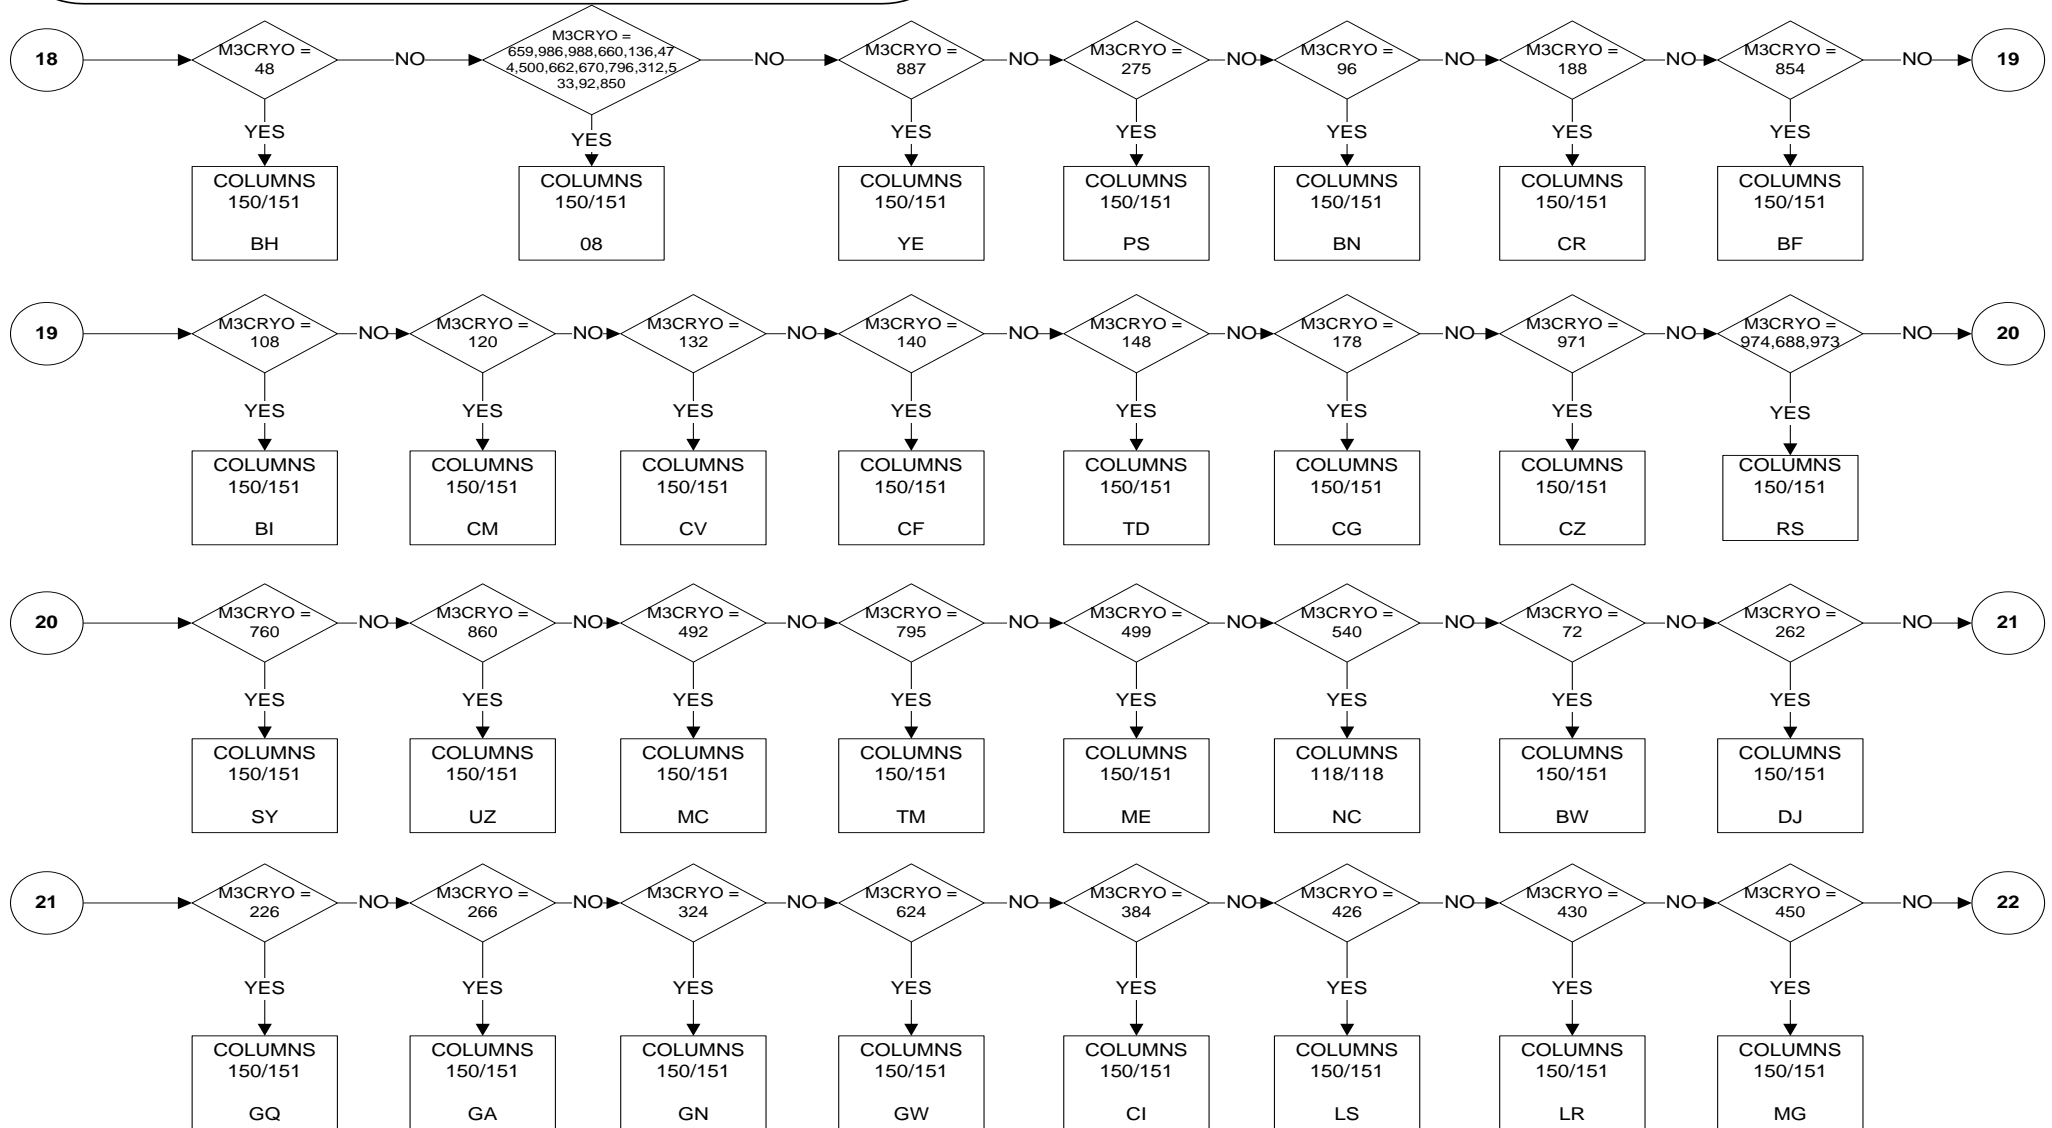 18
M3CRYO =
48
NO
M3CRYO =
659,986,988,660,136,47
4,500,662,670,796,312,5
33,92,850
NO
M3CRYO =
887
NO
M3CRYO =
275
NO
M3CRYO =
96
NO
M3CRYO =
188
NO
M3CRYO =
854
NO
19
YES
YES
YES
YES
YES
YES
YES
COLUMNS
150/151
BH
COLUMNS
150/151
08
COLUMNS
150/151
YE
COLUMNS
150/151
PS
COLUMNS
150/151
BN
COLUMNS
150/151
CR
COLUMNS
150/151
BF
19
M3CRYO =
108
NO
M3CRYO =
120
NO
M3CRYO =
132
NO
M3CRYO =
140
NO
M3CRYO =
148
NO
M3CRYO =
178
NO
M3CRYO =
971
NO
M3CRYO =
974,688,973
NO
20
YES
YES
YES
YES
YES
YES
YES
YES
COLUMNS
150/151
BI
COLUMNS
150/151
CM
COLUMNS
150/151
CV
COLUMNS
150/151
CF
COLUMNS
150/151
TD
COLUMNS
150/151
CG
COLUMNS
150/151
CZ
COLUMNS
150/151
RS
20
M3CRYO =
760
NO
M3CRYO =
860
NO
M3CRYO =
492
NO
M3CRYO =
795
NO
M3CRYO =
499
NO
M3CRYO =
540
NO
M3CRYO =
72
NO
M3CRYO =
262
NO
21
YES
YES
YES
YES
YES
YES
YES
YES
COLUMNS
150/151
SY
COLUMNS
150/151
UZ
COLUMNS
150/151
MC
COLUMNS
150/151
TM
COLUMNS
150/151
ME
COLUMNS
118/118
NC
COLUMNS
150/151
BW
COLUMNS
150/151
DJ
21
M3CRYO =
226
NO
M3CRYO =
266
NO
M3CRYO =
324
NO
M3CRYO =
624
NO
M3CRYO =
384
NO
M3CRYO =
426
NO
M3CRYO =
430
NO
M3CRYO =
450
NO
22
YES
YES
YES
YES
YES
YES
YES
YES
COLUMNS
150/151
GQ
COLUMNS
150/151
GA
COLUMNS
150/151
GN
COLUMNS
150/151
GW
COLUMNS
150/151
CI
COLUMNS
150/151
LS
COLUMNS
150/151
LR
COLUMNS
150/151
MG